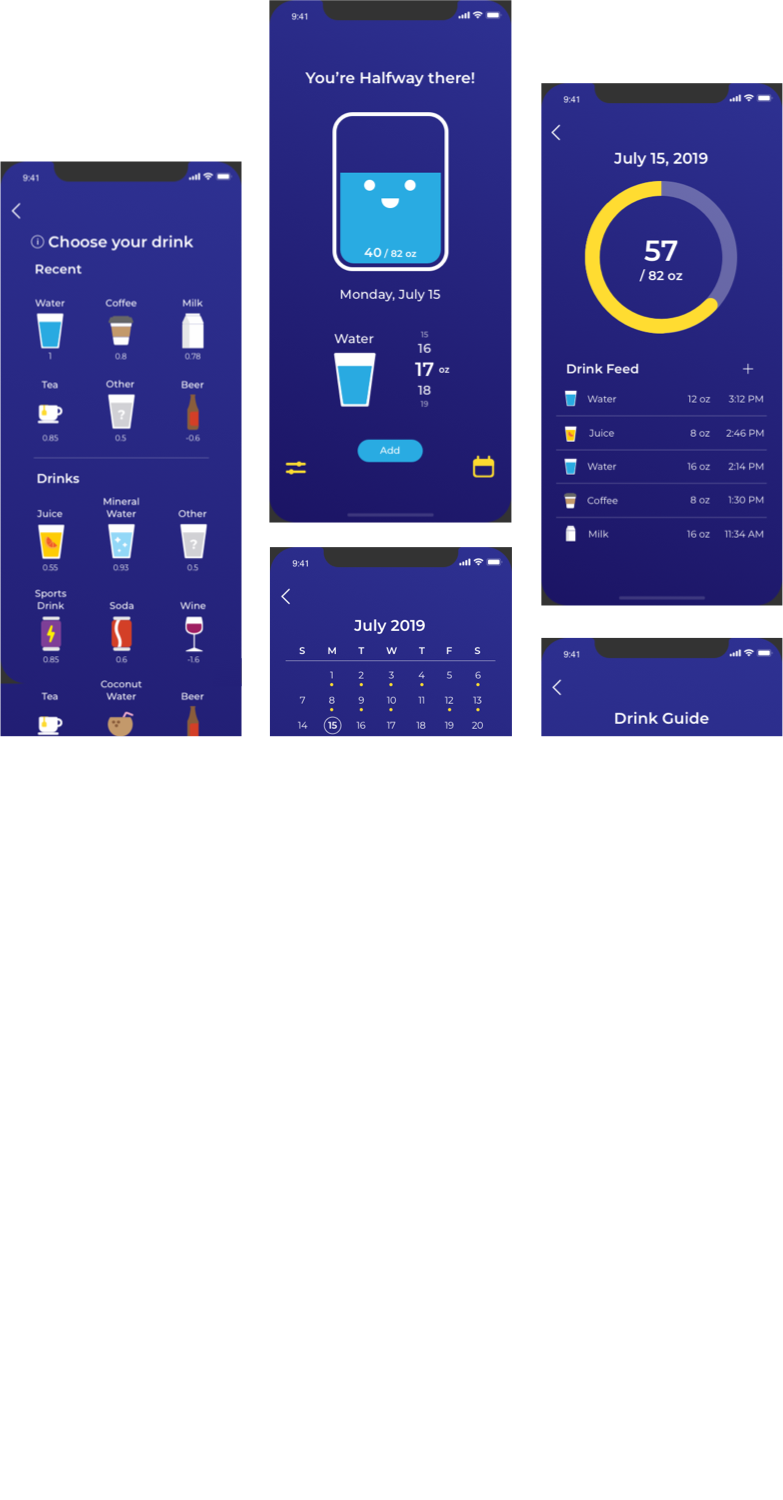 9:41
Choose your drink
Recent
Water Coffee Milk
1 0.8 0.78
Tea Other Beer
?
0.85 0.5 -0.6
Drinks
Juice Mineral Water Other
?
0.55 0.93 0.5
Sports Drink Soda Wine
0.85 0.6 -1.6
Tea Coconut Water Beer
9:41
You're Halfway there!
40 / 82 oz
Monday, July 15
Water
15
16
17 oz
18
19
Add
9:41
July 2019
S M T W T F S
1 2 3 4 5 6
7 8 9 10 11 12 13
14 15 16 17 18 19 20
9:41
July 15, 2019
57
/ 82 oz
Drink Feed +
Water 12 oz 3:12 PM
Juice 8 oz 2:46 PM
Water 16 oz 2:14 PM
Coffee 8 oz 1:30 PM
Milk 16 oz 11:34 AM
9:41
Drink Guide